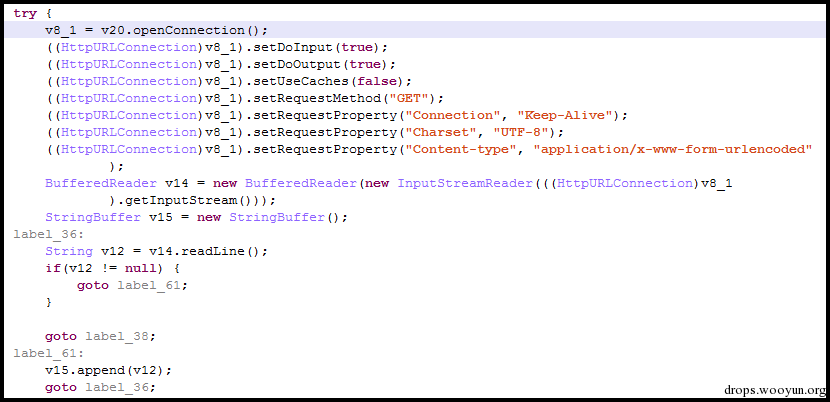 try {
    v8_1 = v20.openConnection();
    ((HttpURLConnection)v8_1).setDoInput(true);
    ((HttpURLConnection)v8_1).setDoOutput(true);
    ((HttpURLConnection)v8_1).setUseCaches(false);
    ((HttpURLConnection)v8_1).setRequestMethod("GET");
    ((HttpURLConnection)v8_1).setRequestProperty("Connection", "Keep-Alive");
    ((HttpURLConnection)v8_1).setRequestProperty("Charset", "UTF-8");
    ((HttpURLConnection)v8_1).setRequestProperty("Content-type", "application/x-www-form-urlencoded"
            );
    BufferedReader v14 = new BufferedReader(new InputStreamReader(((HttpURLConnection)v8_1
            ).getInputStream()));
    StringBuffer v15 = new StringBuffer();
label_36:
    String v12 = v14.readLine();
    if(v12 != null) {
        goto label_61;
    }

    goto label_38;
label_61:
    v15.append(v12);
    goto label_36;
drops.wooyun.org